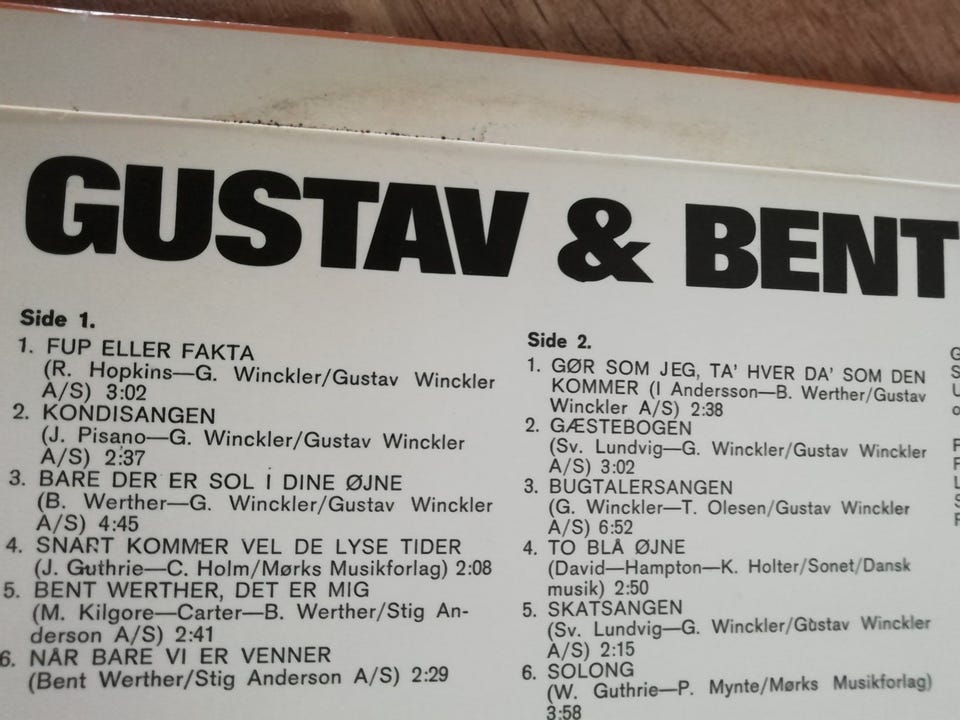 GUSTAV & BENT
Side 1.
1. FUP ELLER FAKTA
(R. Hopkins—G. Winckler/Gustav Winckler
A/S) 3:02
2. KONDISANGEN
(J. Pisano—G. Winckler/Gustav Winckler
A/S) 2:37
3. BARE DER ER SOL I DINE ØJNE
(B. Werther—G. Winckler/Gustav Winckler
A/S) 4:45
4. SNART KOMMER VEL DE LYSE TIDER
(J. Guthrie—C. Holm/Mørks Musikforlag) 2:08
5. BENT WERTHER, DET ER MIG
(M. Kilgore—Carter—B. Werther/Stig An-
derson A/S) 2:41
6. NÅR BARE VI ER VENNER
(Bent Werther/Stig Anderson A/S) 2:29
Side 2.
1. GØR SOM JEG, TA' HVER DA' SOM DEN
KOMMER (I Andersson—B. Werther/Gustav
Winckler A/S) 2:38
2. GÆSTEBOGEN
(Sv. Lundvig—G. Winckler/Gustav Winckler
A/S) 3:02
3. BUGTALERSANGEN
(G. Winckler—T. Olesen/Gustav Winckler
A/S) 6:52
4. TO BLÅ ØJNE
(David—Hampton—K. Holter/Sonet/Dansk
musik) 2:50
5. SKATSANGEN
(Sv. Lundvig—G. Winckler/Gustav Winckler
A/S) 2:15
6. SOLONG
(W. Guthrie—P. Mynte/Mørks Musikforlag)
3:58